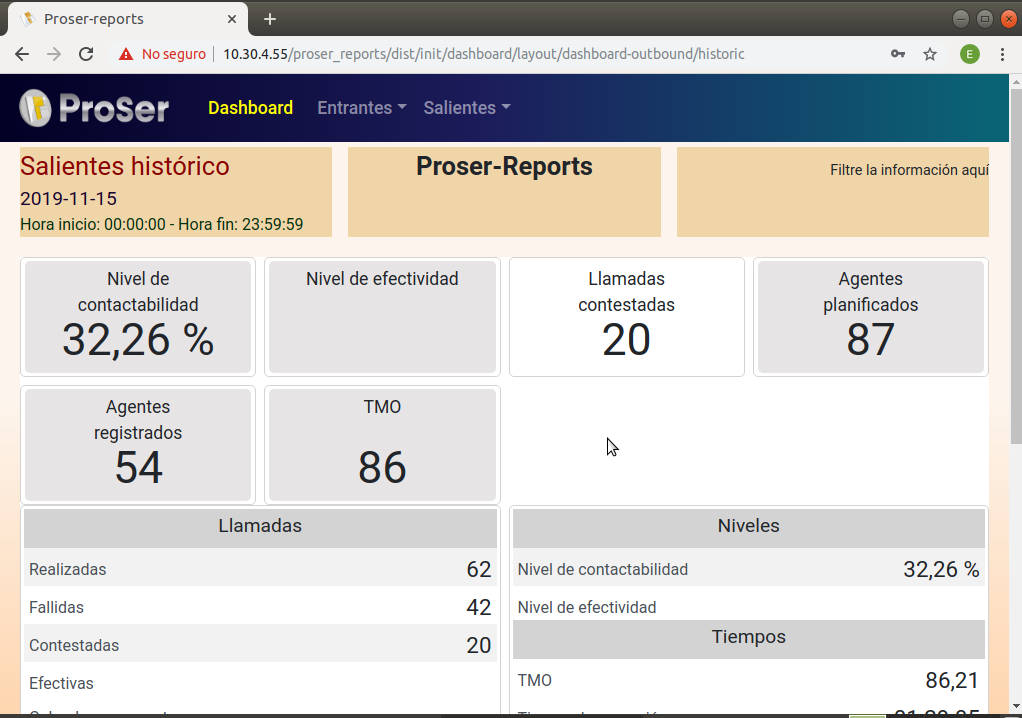 Proser-reports
No seguro
10.30.4.55/proser_reports/dist/init/dashboard/layout/dashboard-outbound/historic
E
ProSer
Dashboard Entrantes Salientes
Salientes histórico
2019-11-15
Hora inicio: 00:00:00 - Hora fin: 23:59:59
Proser-Reports
Filtre la información aquí
Nivel de
contactabilidad
32,26 %
Nivel de efectividad
Llamadas
contestadas
20
Agentes
planificados
87
Agentes
registrados
54
TMO
86
Llamadas
Realizadas 62
Fallidas 42
Contestadas 20
Efectivas
Niveles
Nivel de contactabilidad 32,26 %
Nivel de efectividad
Tiempos
TMO 86,21